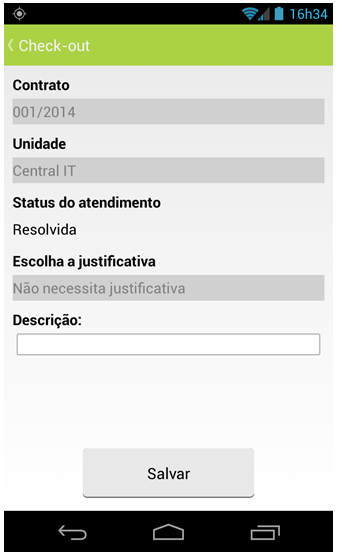 16h34
Check-out
Contrato
001/2014
Unidade
Central IT
Status do atendimento
Resolvida
Escolha a justificativa
Não necessita justificativa
Descrição:
Salvar